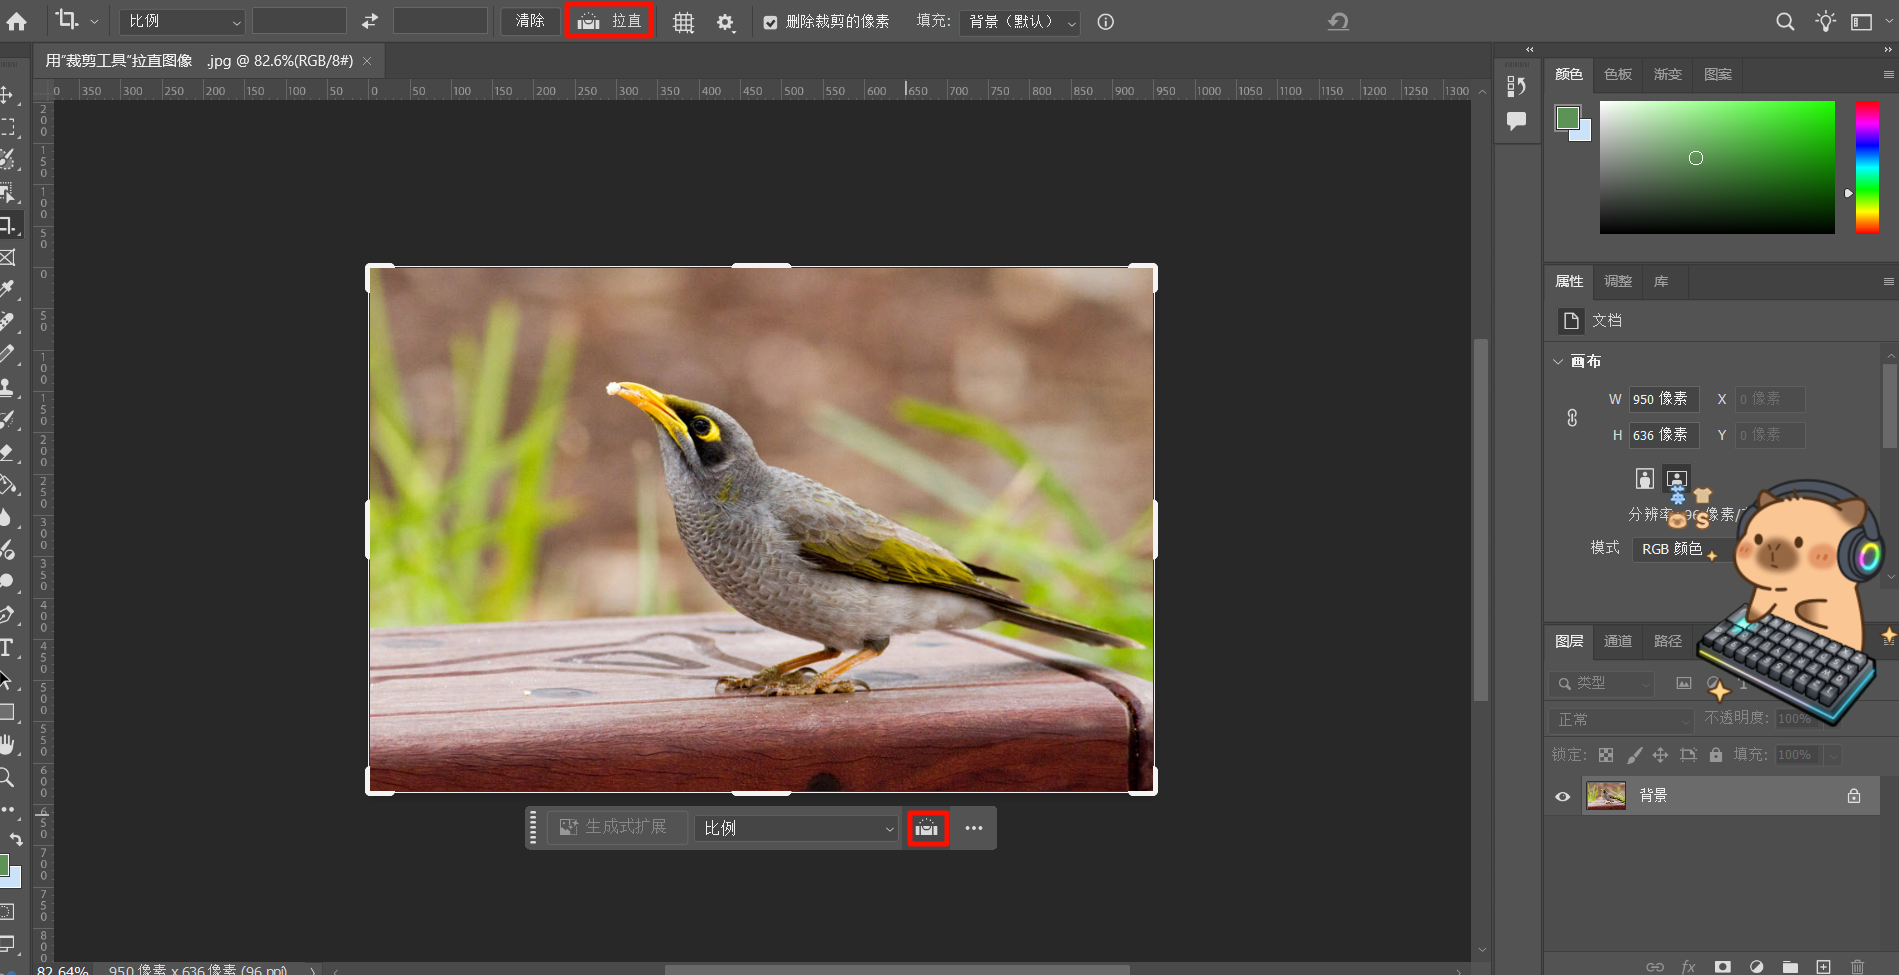 比例
清除
拉直
删除裁剪的像素
填充:
背景（默认）
用"裁剪工具"拉直图像 .jpg @ 82.6%(RGB/8#) ×
0 350 300 250 200 150 100 50 0 50 100 150 200 250 300 350 400 450 500 550 600 650 700 750 800 850 900 950 1000 1050 1100 1150 1200 1250 1300
颜色 色板 渐变 图案
属性 调整 库
文档
画布
W 950 像素 X 0 像素
H 636 像素 Y 0 像素
模式 RGB 颜色
图层 通道 路径
类型
正常 不透明度: 100%
锁定: 填充: 100%
背景
生成式扩展 比例
82.64% 950 像素 x 636 像素 (96 ppi)